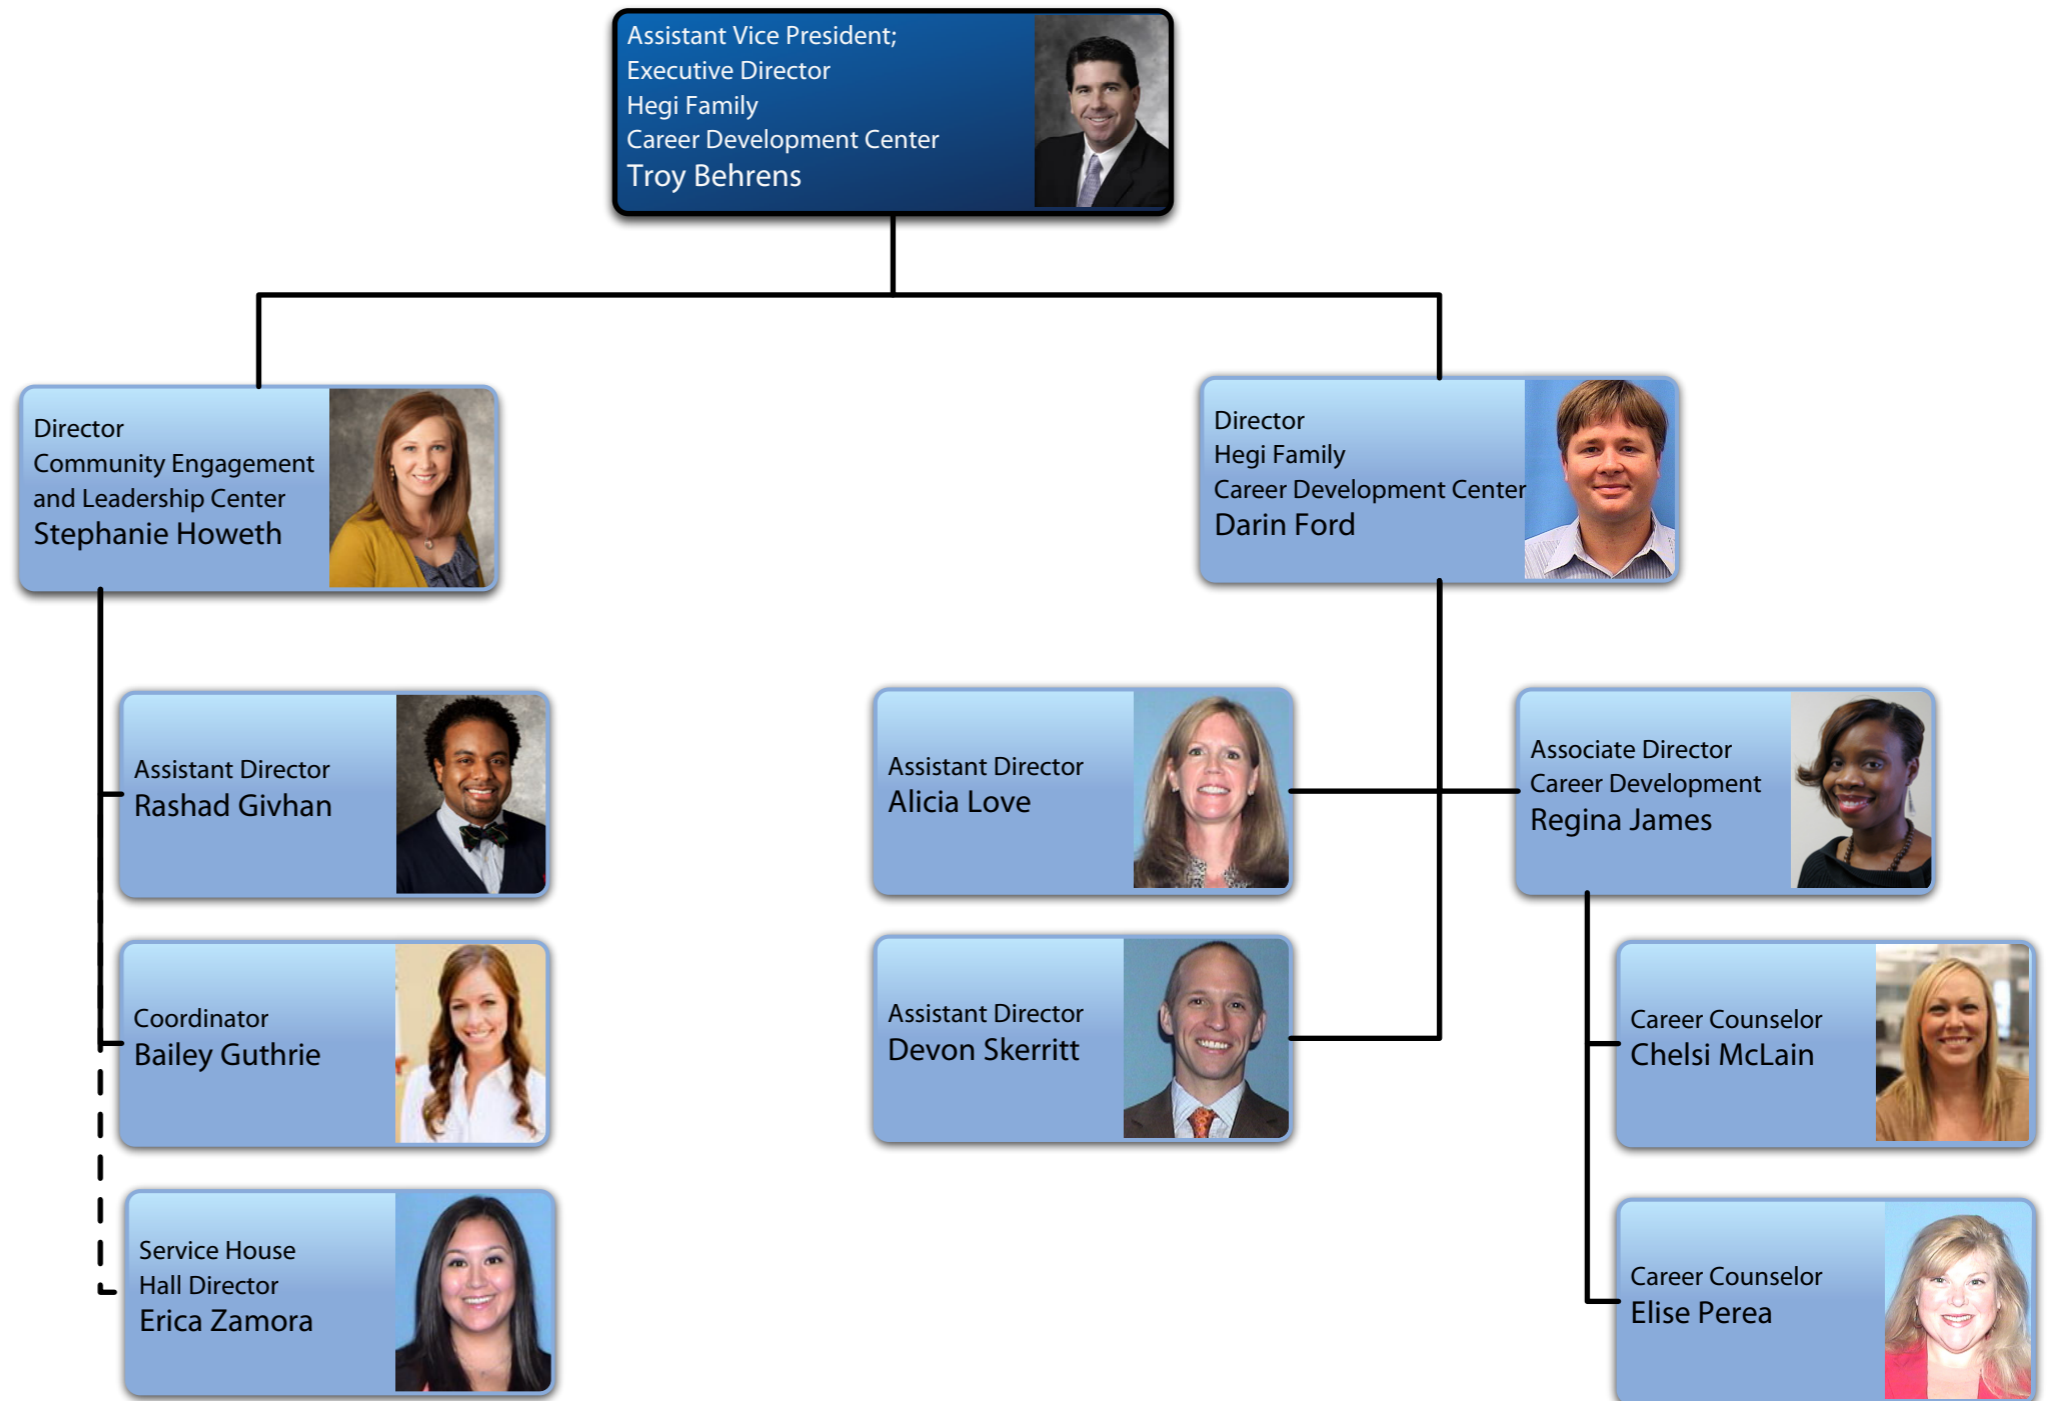 Assistant Vice President;
Executive Director
Hegi Family
Career Development Center
Troy Behrens
Director
Community Engagement
and Leadership Center
Stephanie Howeth
Director
Hegi Family
Career Development Center
Darin Ford
Assistant Director
Rashad Givhan
Assistant Director
Alicia Love
Associate Director
Career Development
Regina James
Coordinator
Bailey Guthrie
Assistant Director
Devon Skerritt
Career Counselor
Chelsi McLain
Service House
Hall Director
Erica Zamora
Career Counselor
Elise Perea